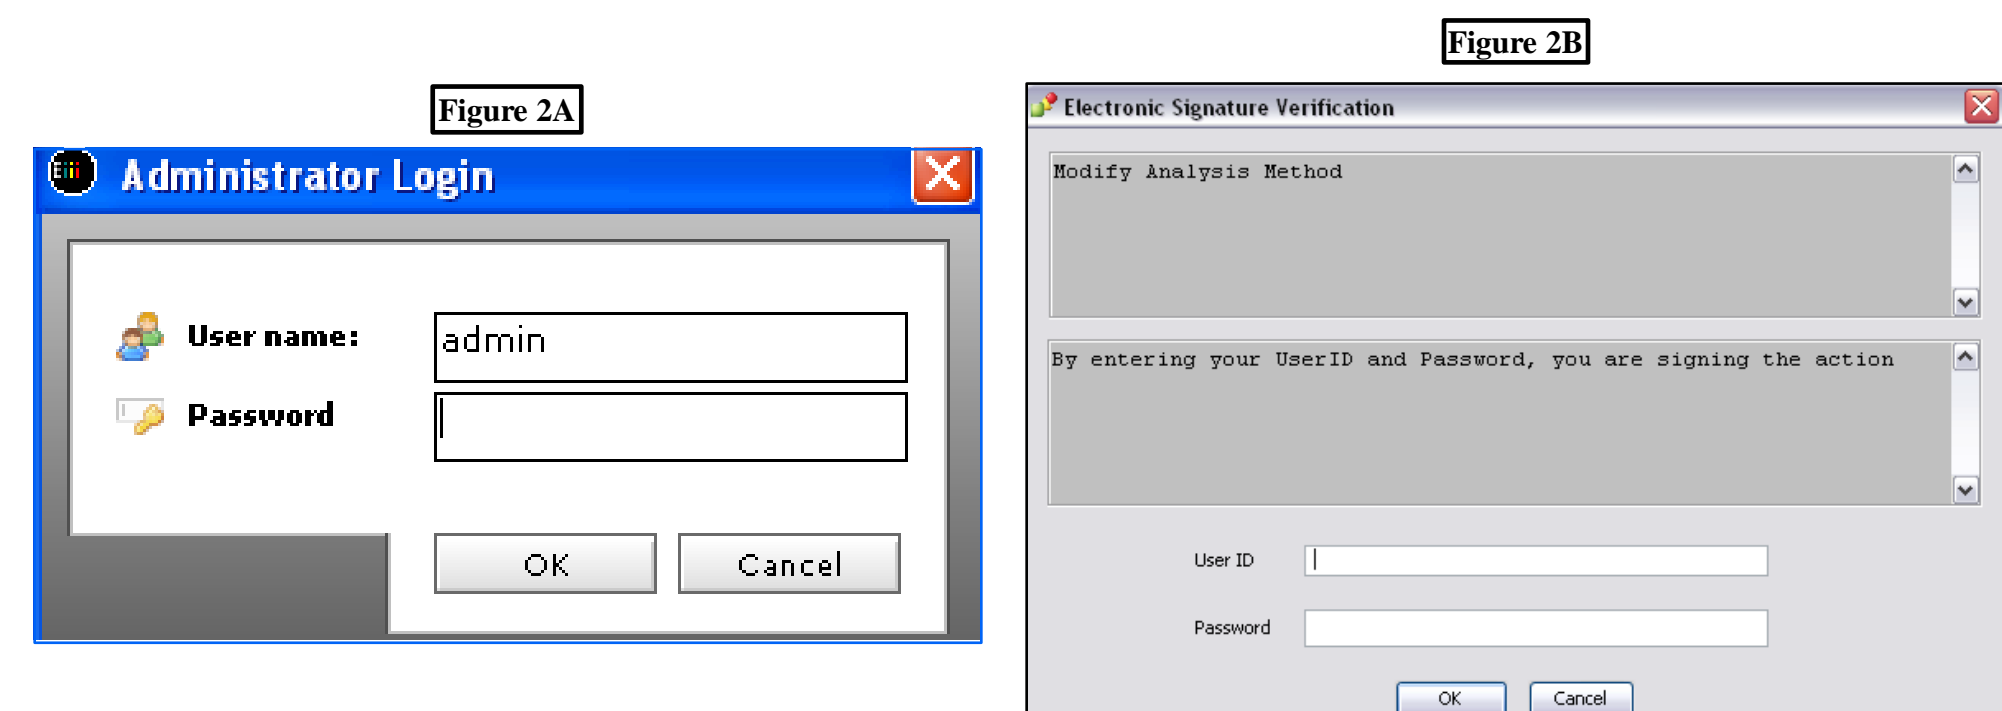 Figure 2A
Eiii
Administrator Login
User name:
admin
Password
OK
Cancel
Figure 2B
Electronic Signature Verification
Modify Analysis Method
By entering your UserID and Password, you are signing the action
User ID
Password
OK
Cancel